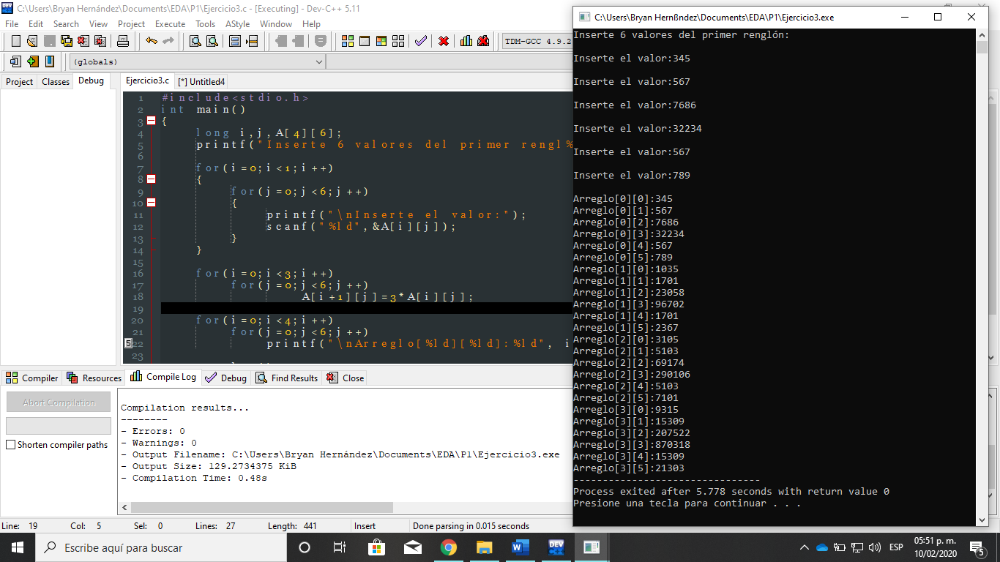 C:\Users\Bryan Hernández\Documents\EDA\P1\Ejercicio3.c - [Executing] - Dev-C++ 5.11
File Edit Search View Project Execute Tools AStyle Window Help
TDM-GCC 4.9.2
(globals)
Project Classes Debug
Ejercicio3.c [*] Untitled4
1 #include<stdio.h>
2 int main()
3 {
4 long i,j,A[4][6];
5 printf("Inserte 6 valores del primer rengl%
6
7 for(i=0;i<1;i++)
8 {
9 for(j=0;j<6;j++)
10 {
11 printf("\nInserte el valor:");
12 scanf("%ld",&A[i][j]);
13 }
14 }
15
16 for(i=0;i<3;i++)
17 for(j=0;j<6;j++)
18 A[i+1][j]=3*A[i][j];
19
20 for(i=0;i<4;i++)
21 for(j=0;j<6;j++)
22 printf("\nArreglo[%ld][%ld]:%ld", i
23
Compiler Resources Compile Log Debug Find Results Close
Abort Compilation
Shorten compiler paths
Compilation results...
--------
- Errors: 0
- Warnings: 0
- Output Filename: C:\Users\Bryan Hernández\Documents\EDA\P1\Ejercicio3.exe
- Output Size: 129.2734375 KiB
- Compilation Time: 0.48s
Line: 19 Col: 5 Sel: 0 Lines: 27 Length: 441 Insert Done parsing in 0.015 seconds
C:\Users\Bryan Hernßndez\Documents\EDA\P1\Ejercicio3.exe
Inserte 6 valores del primer renglón:
Inserte el valor:345
Inserte el valor:567
Inserte el valor:7686
Inserte el valor:32234
Inserte el valor:567
Inserte el valor:789
Arreglo[0][0]:345
Arreglo[0][1]:567
Arreglo[0][2]:7686
Arreglo[0][3]:32234
Arreglo[0][4]:567
Arreglo[0][5]:789
Arreglo[1][0]:1035
Arreglo[1][1]:1701
Arreglo[1][2]:23058
Arreglo[1][3]:96702
Arreglo[1][4]:1701
Arreglo[1][5]:2367
Arreglo[2][0]:3105
Arreglo[2][1]:5103
Arreglo[2][2]:69174
Arreglo[2][3]:290106
Arreglo[2][4]:5103
Arreglo[2][5]:7101
Arreglo[3][0]:9315
Arreglo[3][1]:15309
Arreglo[3][2]:207522
Arreglo[3][3]:870318
Arreglo[3][4]:15309
Arreglo[3][5]:21303
--------------------------------
Process exited after 5.778 seconds with return value 0
Presione una tecla para continuar . . .
Escribe aquí para buscar
ESP
05:51 p. m.
10/02/2020
5